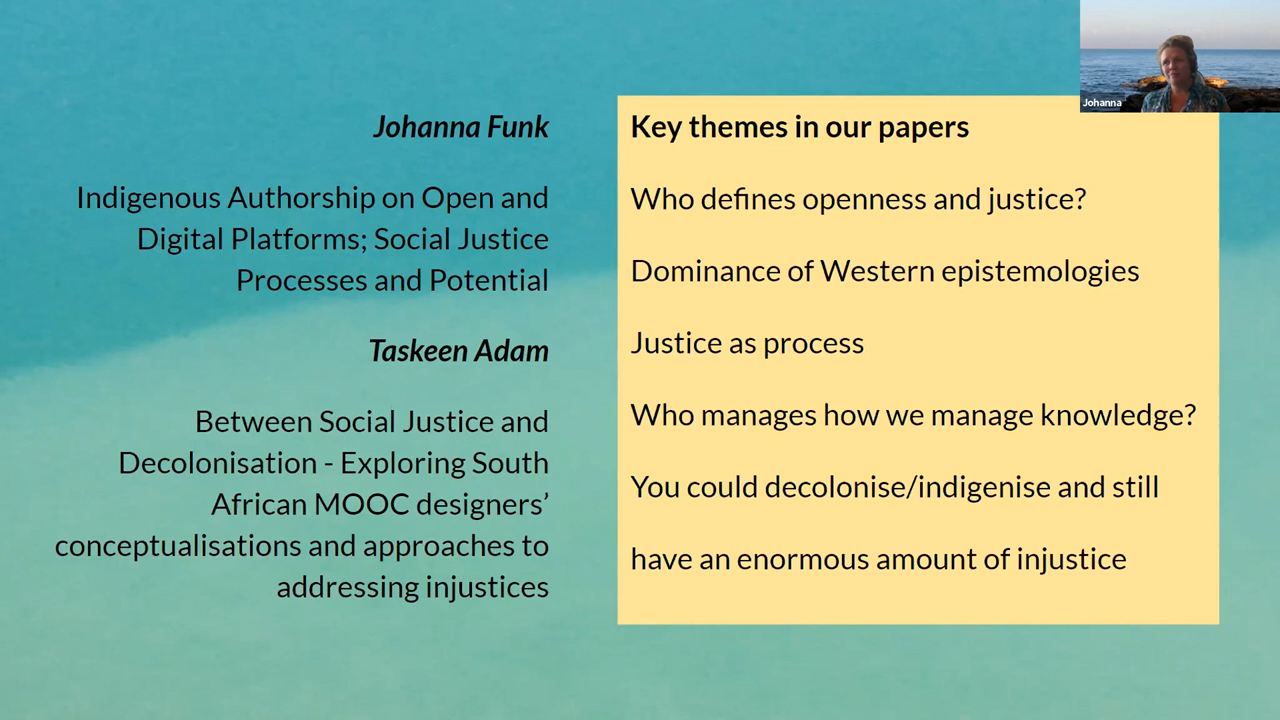 Johanna Funk
Indigenous Authorship on Open and
Digital Platforms; Social Justice
Processes and Potential
Taskeen Adam
Between Social Justice and
Decolonisation - Exploring South
African MOOC designers’
conceptualisations and approaches to
addressing injustices
Key themes in our papers
Who defines openness and justice?
Dominance of Western epistemologies
Justice as process
Who manages how we manage knowledge?
You could decolonise/indigenise and still
have an enormous amount of injustice
Johanna